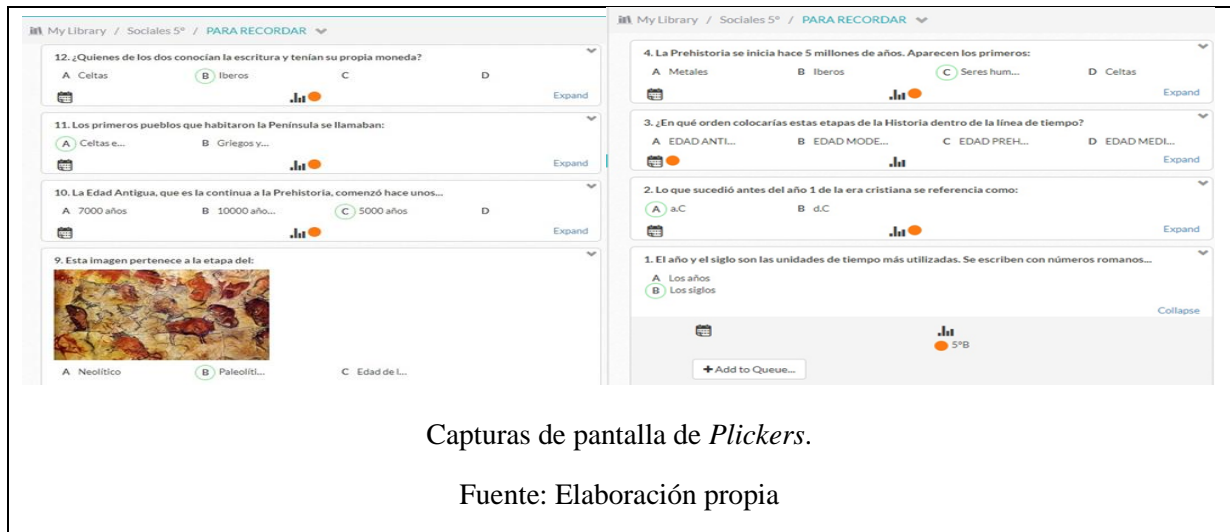 My Library / Sociales 5º / PARA RECORDAR
12. ¿Quienes de los dos conocían la escritura y tenían su propia moneda?
A Celtas B Iberos C D
Expand
11. Los primeros pueblos que habitaron la Península se llamaban:
A Celtas e... B Griegos y...
Expand
10. La Edad Antigua, que es la continua a la Prehistoria, comenzó hace unos...
A 7000 años B 10000 año... C 5000 años D
Expand
9. Esta imagen pertenece a la etapa del:
A Neolítico B Paleolíti... C Edad de l...
My Library / Sociales 5º / PARA RECORDAR
4. La Prehistoria se inicia hace 5 millones de años. Aparecen los primeros:
A Metales B Iberos C Seres hum... D Celtas
Expand
3. ¿En qué orden colocarías estas etapas de la Historia dentro de la línea de tiempo?
A EDAD ANTI... B EDAD MODE... C EDAD PREH... D EDAD MEDI...
Expand
2. Lo que sucedió antes del año 1 de la era cristiana se referencia como:
A a.C B d.C
Expand
1. El año y el siglo son las unidades de tiempo más utilizadas. Se escriben con números romanos...
A Los años
B Los siglos
Collapse
5ºB
+ Add to Queue...
Capturas de pantalla de Plickers.
Fuente: Elaboración propia